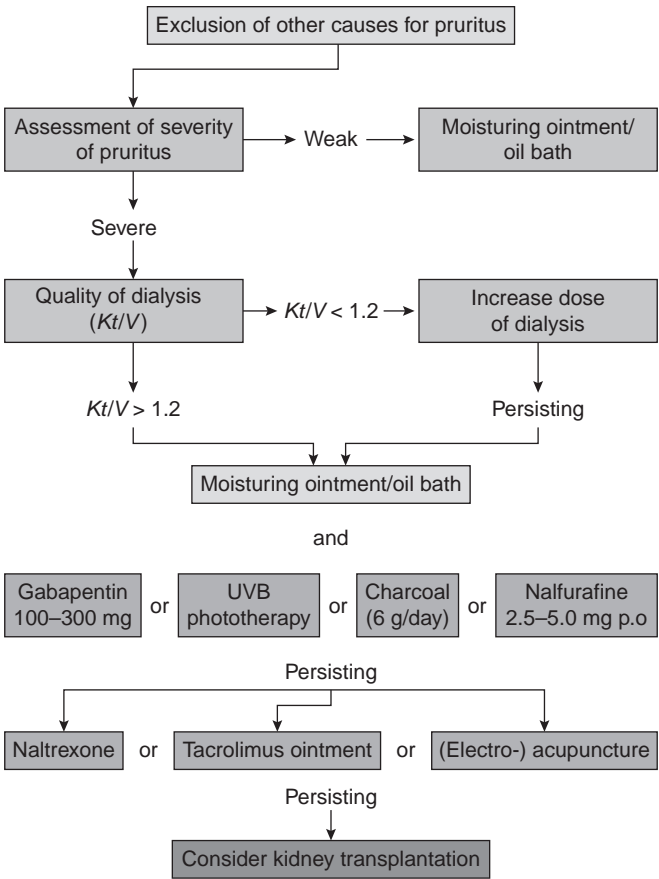 Exclusion of other causes for pruritus
Assessment of severity
of pruritus
Weak
Moisturing ointment/
oil bath
Severe
Quality of dialysis
(Kt/V)
Kt/V < 1.2
Increase dose
of dialysis
Kt/V > 1.2
Persisting
Moisturing ointment/oil bath
and
Gabapentin
100–300 mg
or
UVB
phototherapy
or
Charcoal
(6 g/day)
or
Nalfurafine
2.5–5.0 mg p.o
Persisting
Naltrexone
or
Tacrolimus ointment
or
(Electro-) acupuncture
Persisting
Consider kidney transplantation